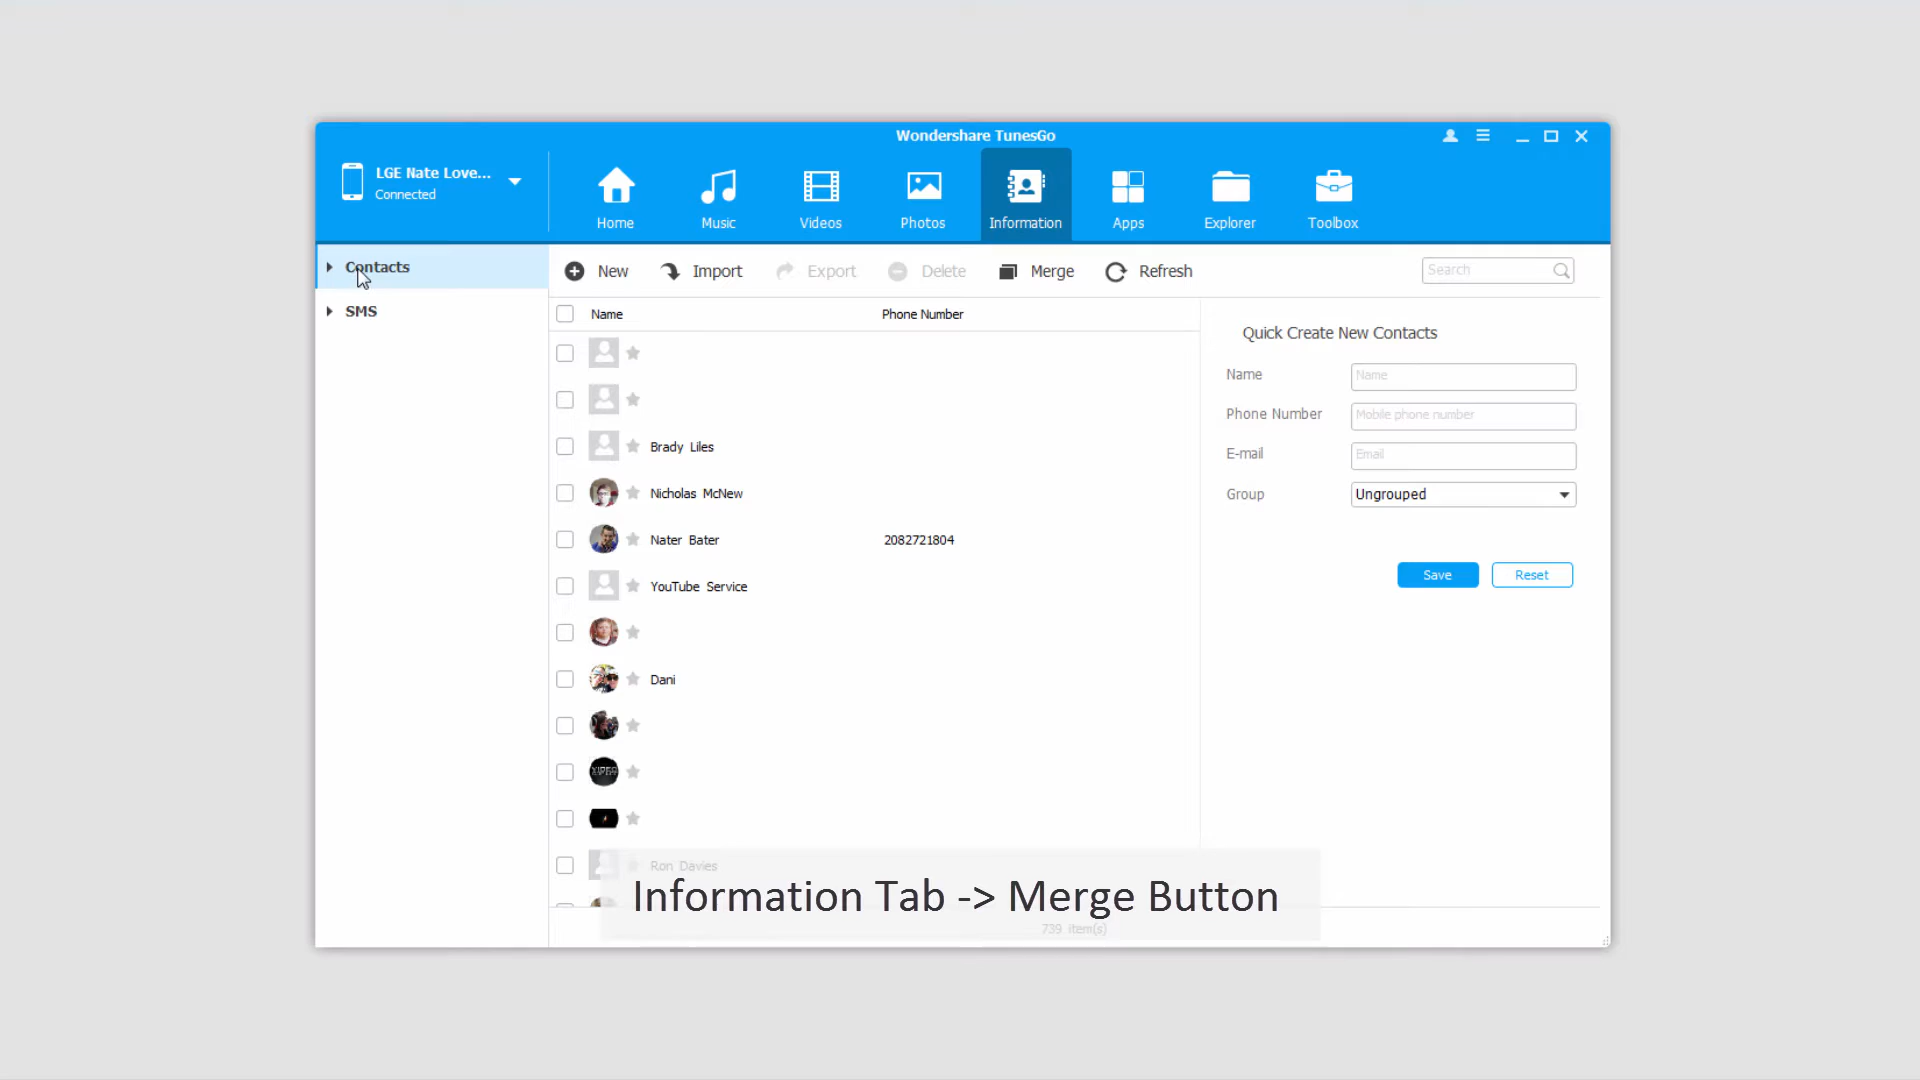 Wondershare TunesGo
LGE Nate Love...
Connected
Home
Music
Videos
Photos
Information
Apps
Explorer
Toolbox
Contacts
SMS
New
Import
Export
Delete
Merge
Refresh
Search
Name
Phone Number
Brady Liles
Nicholas McNew
Nater Bater
2082721804
YouTube Service
Dani
Ron Davies
Quick Create New Contacts
Name
Name
Phone Number
Mobile phone number
E-mail
Email
Group
Ungrouped
Save
Reset
Information Tab -> Merge Button
739 item(s)